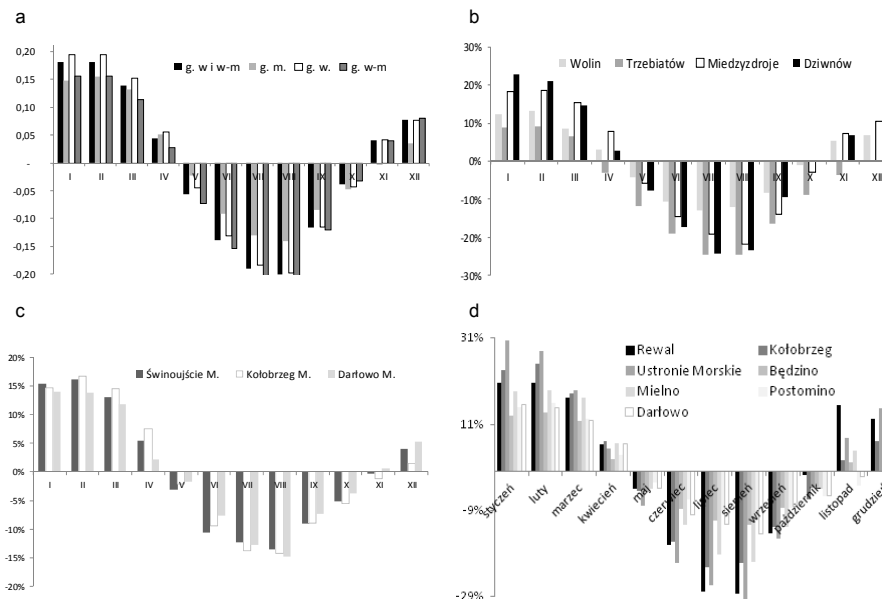 a
0,20
0,15
0,10
0,05
-
-0,05
-0,10
-0,15
-0,20
g. w i w-m g. m. g. w. g. w-m
I II III IV V VI VII VIII IX X XI XII
b
30%
20%
10%
0%
-10%
-20%
-30%
Wolin Trzebiatów Miedzyzdroje Dziwnów
I II III IV V VI VII VIII IX X XI XII
c
20%
15%
10%
5%
0%
-5%
-10%
-15%
-20%
Świnoujście M. Kołobrzeg M. Darłowo M.
I II III IV V VI VII VIII IX X XI XII
d
31%
11%
-9%
-29%
Rewal Kołobrzeg
Ustronie Morskie Będzino
Mielno Postomino
Darłowo
styczeń luty marzec kwiecień maj czerwiec lipiec sierpień wrzesień październik listopad grudzień